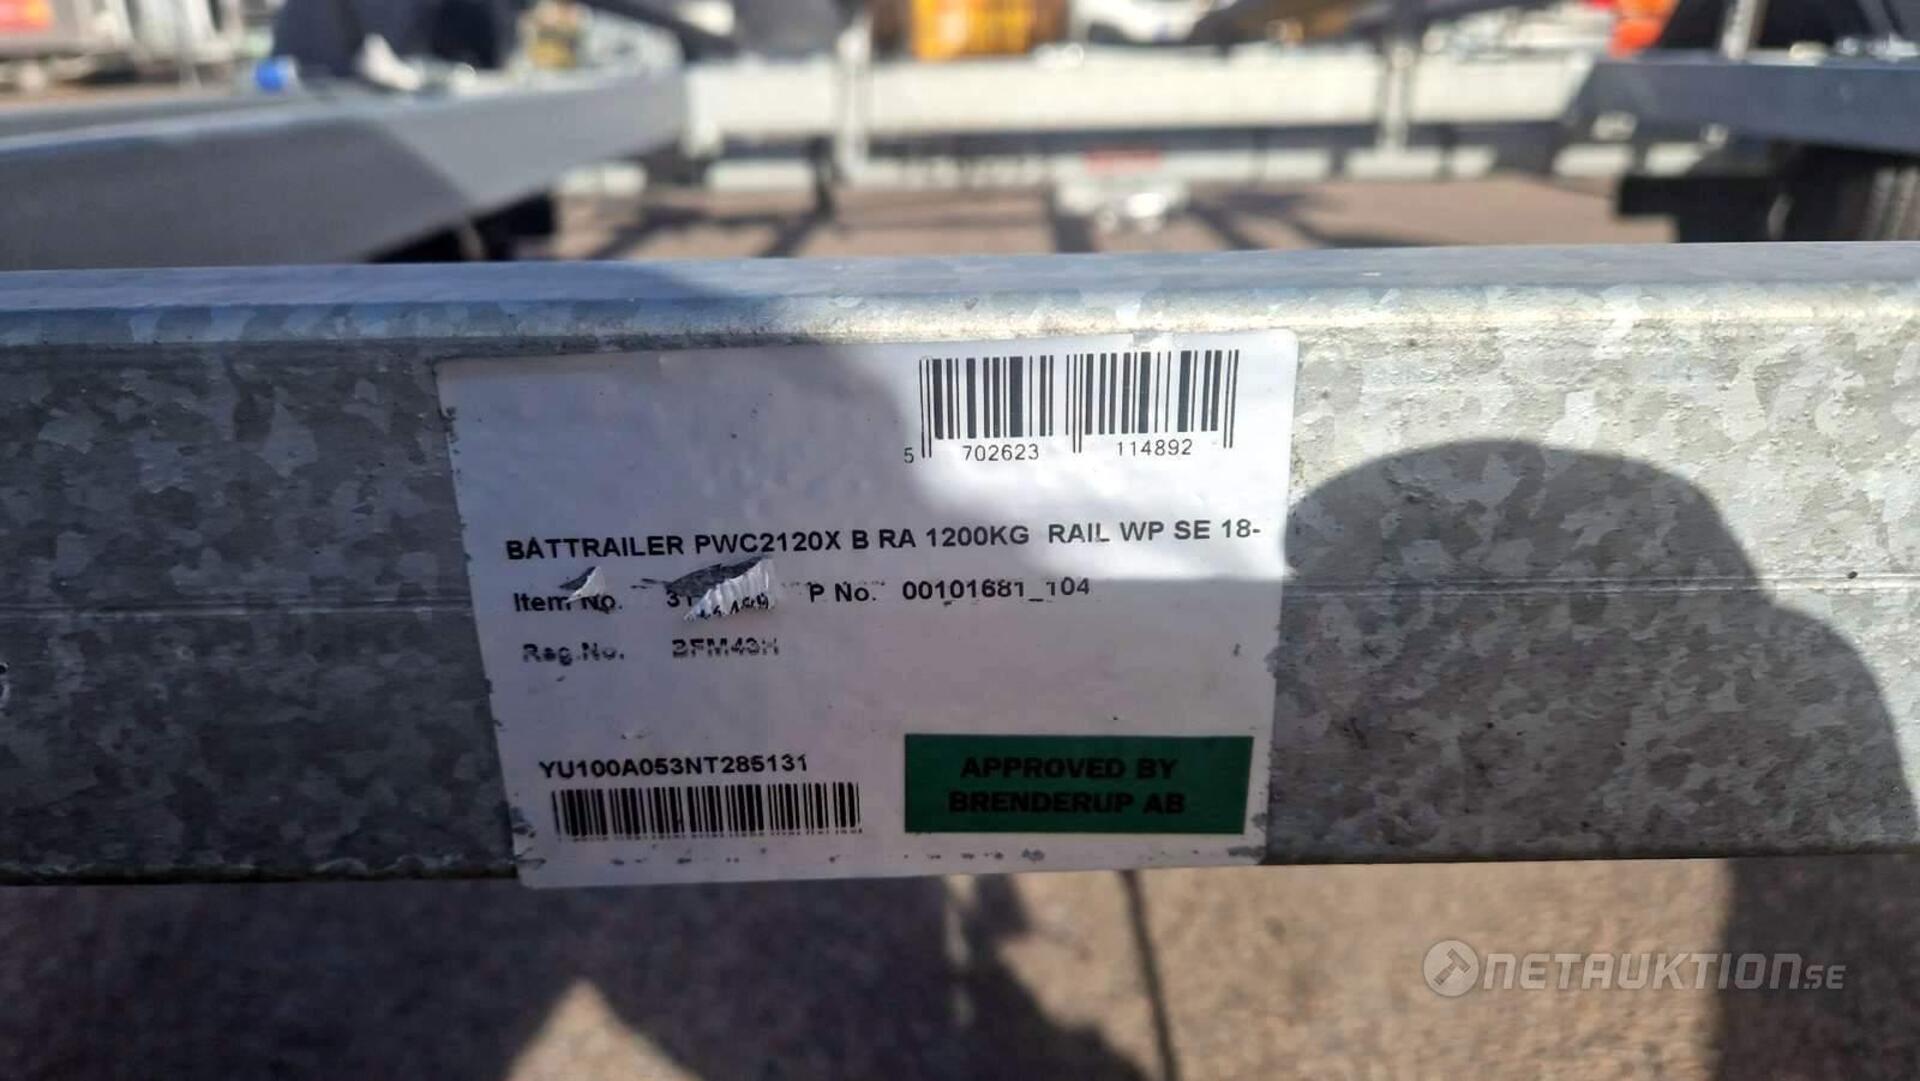 5 702623 114892
BÅTTRAILER PWC2120X B RA 1200KG RAIL WP SE 18-
Item No. P No. 00101681_104
Reg.No.
YU100A053NT285131
APPROVED BY
BRENDERUP AB
NETAUKTION.SE